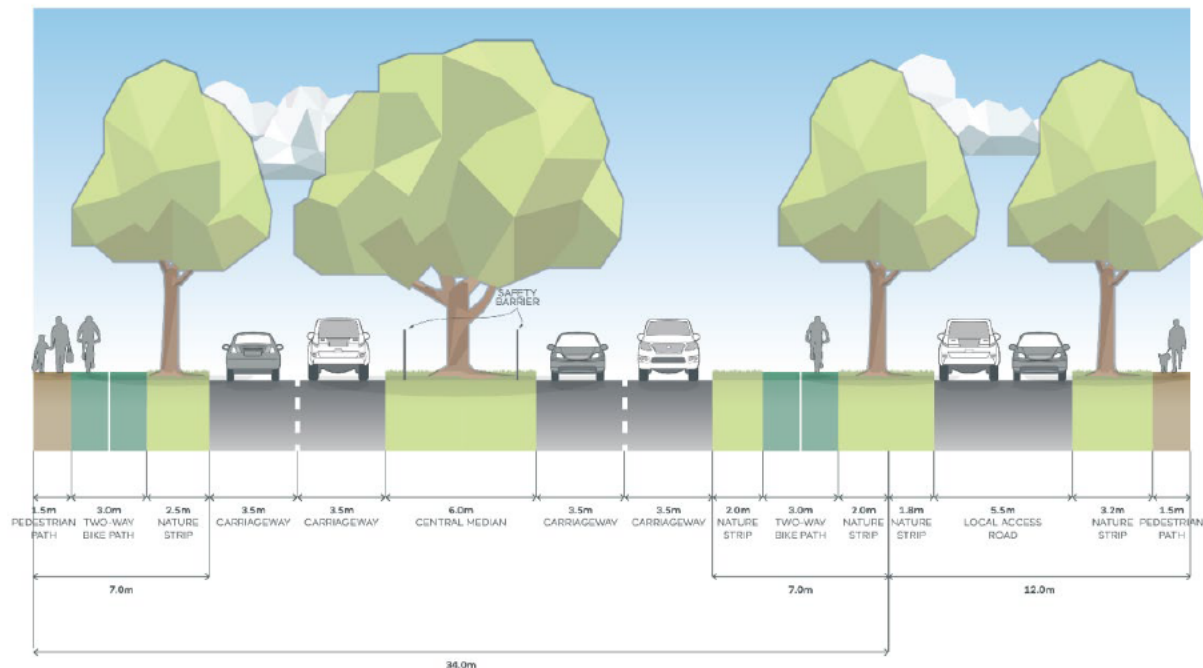 SAFETY
BARRIER
1.5m
PEDESTRIAN
PATH
3.0m
TWO-WAY
BIKE PATH
2.5m
NATURE
STRIP
3.5m
CARRIAGEWAY
3.5m
CARRIAGEWAY
6.0m
CENTRAL MEDIAN
3.5m
CARRIAGEWAY
3.5m
CARRIAGEWAY
2.0m
NATURE
STRIP
3.0m
TWO-WAY
BIKE PATH
2.0m
NATURE
STRIP
1.8m
NATURE
STRIP
5.5m
LOCAL ACCESS
ROAD
3.2m
NATURE
STRIP
1.5m
PEDESTRIAN
PATH
7.0m
7.0m
12.0m
34.0m